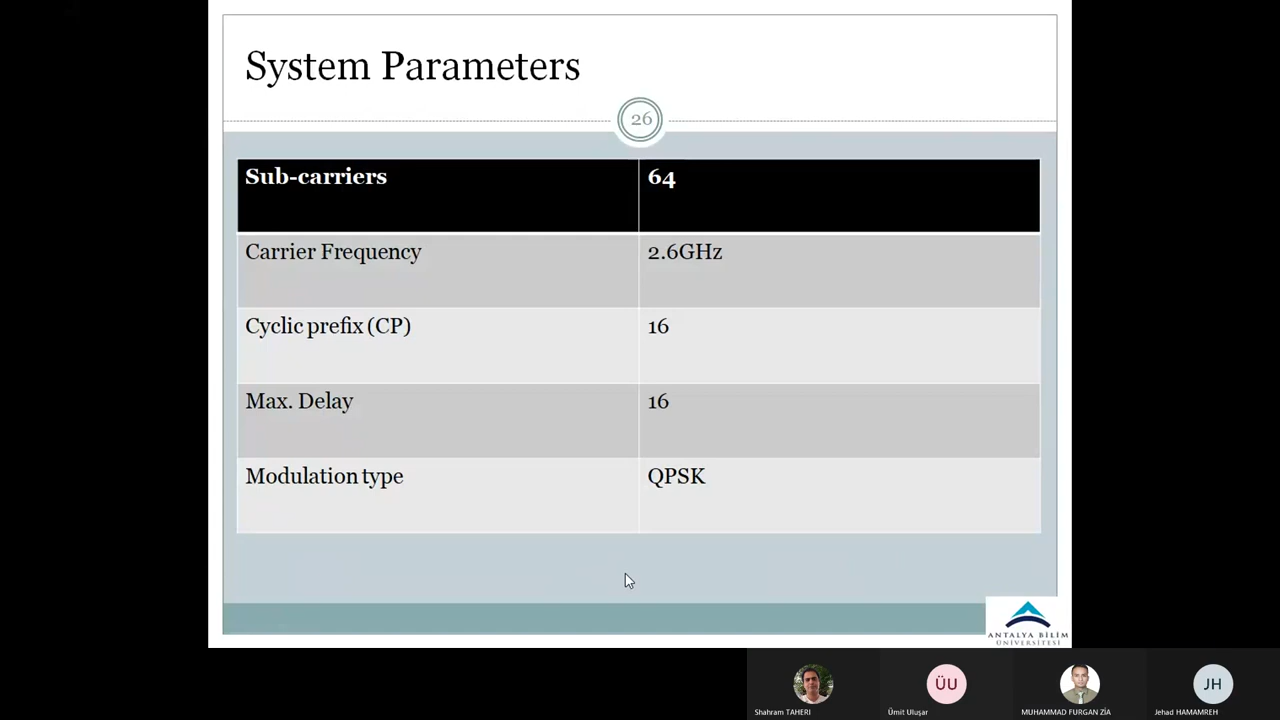 System Parameters
26
Sub-carriers 64
Carrier Frequency 2.6GHz
Cyclic prefix (CP) 16
Max. Delay 16
Modulation type QPSK
ANTALYA BİLİM
ÜNİVERSİTESİ
ÜU JH
Shahram TAHERI Ümit Uluşar MUHAMMAD FURGAN ZİA Jehad HAMAMREH